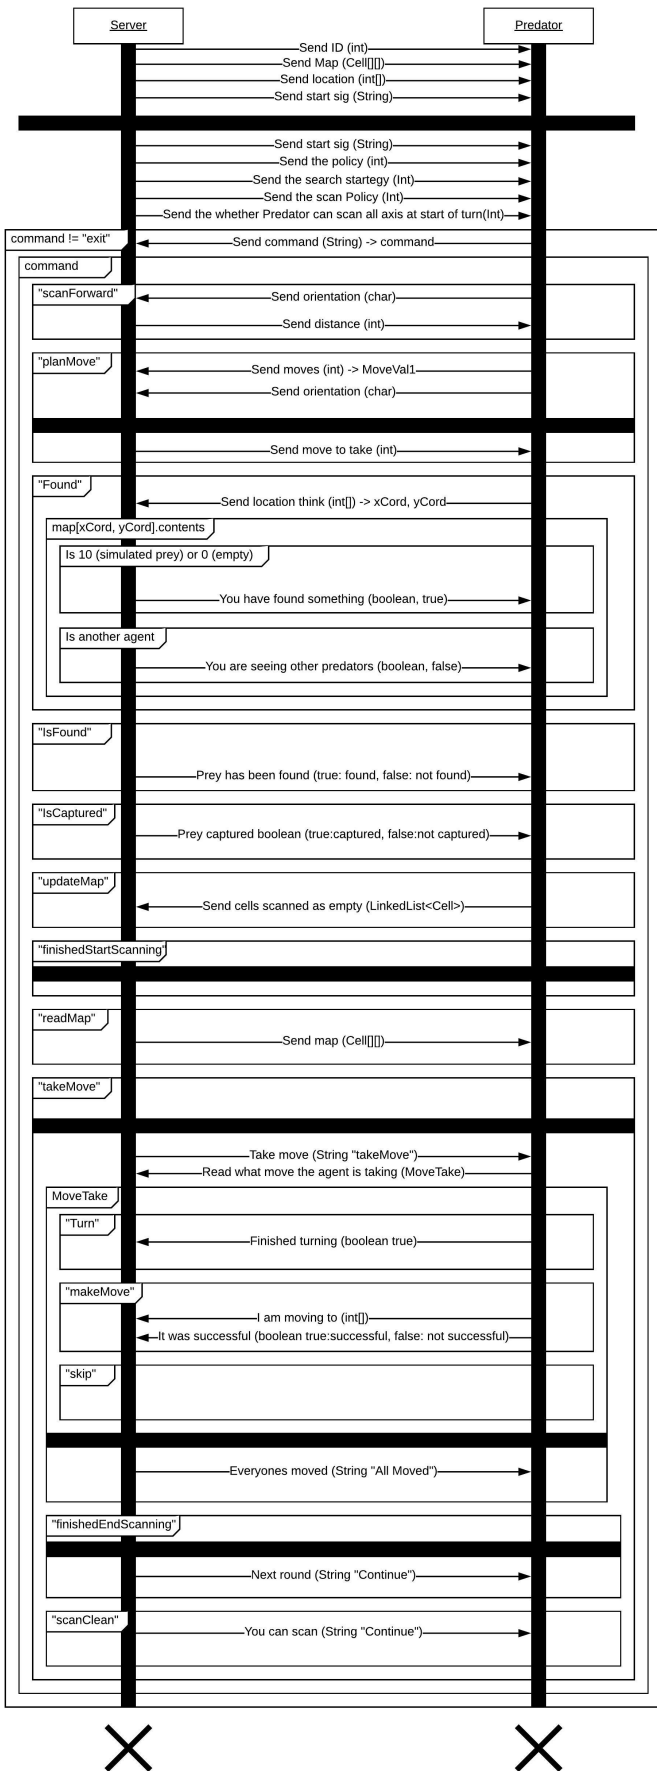 Server
Predator
Send ID (int)
Send Map (Cell[][])
Send location (int[])
Send start sig (String)
Send start sig (String)
Send the policy (int)
Send the search startegy (Int)
Send the scan Policy (Int)
Send the whether Predator can scan all axis at start of turn(Int)
command != "exit"
Send command (String) -> command
command
"scanForward"
Send orientation (char)
Send distance (int)
"planMove"
Send moves (int) -> MoveVal1
Send orientation (char)
Send move to take (int)
"Found"
Send location think (int[]) -> xCord, yCord
map[xCord, yCord].contents
Is 10 (simulated prey) or 0 (empty)
You have found something (boolean, true)
Is another agent
You are seeing other predators (boolean, false)
"IsFound"
Prey has been found (true: found, false: not found)
"IsCaptured"
Prey captured boolean (true:captured, false:not captured)
"updateMap"
Send cells scanned as empty (LinkedList<Cell>)
"finishedStartScanning"
"readMap"
Send map (Cell[][])
"takeMove"
Take move (String "takeMove")
Read what move the agent is taking (MoveTake)
MoveTake
"Turn"
Finished turning (boolean true)
"makeMove"
I am moving to (int[])
It was successful (boolean true:successful, false: not successful)
"skip"
Everyones moved (String "All Moved")
"finishedEndScanning"
Next round (String "Continue")
"scanClean"
You can scan (String "Continue")